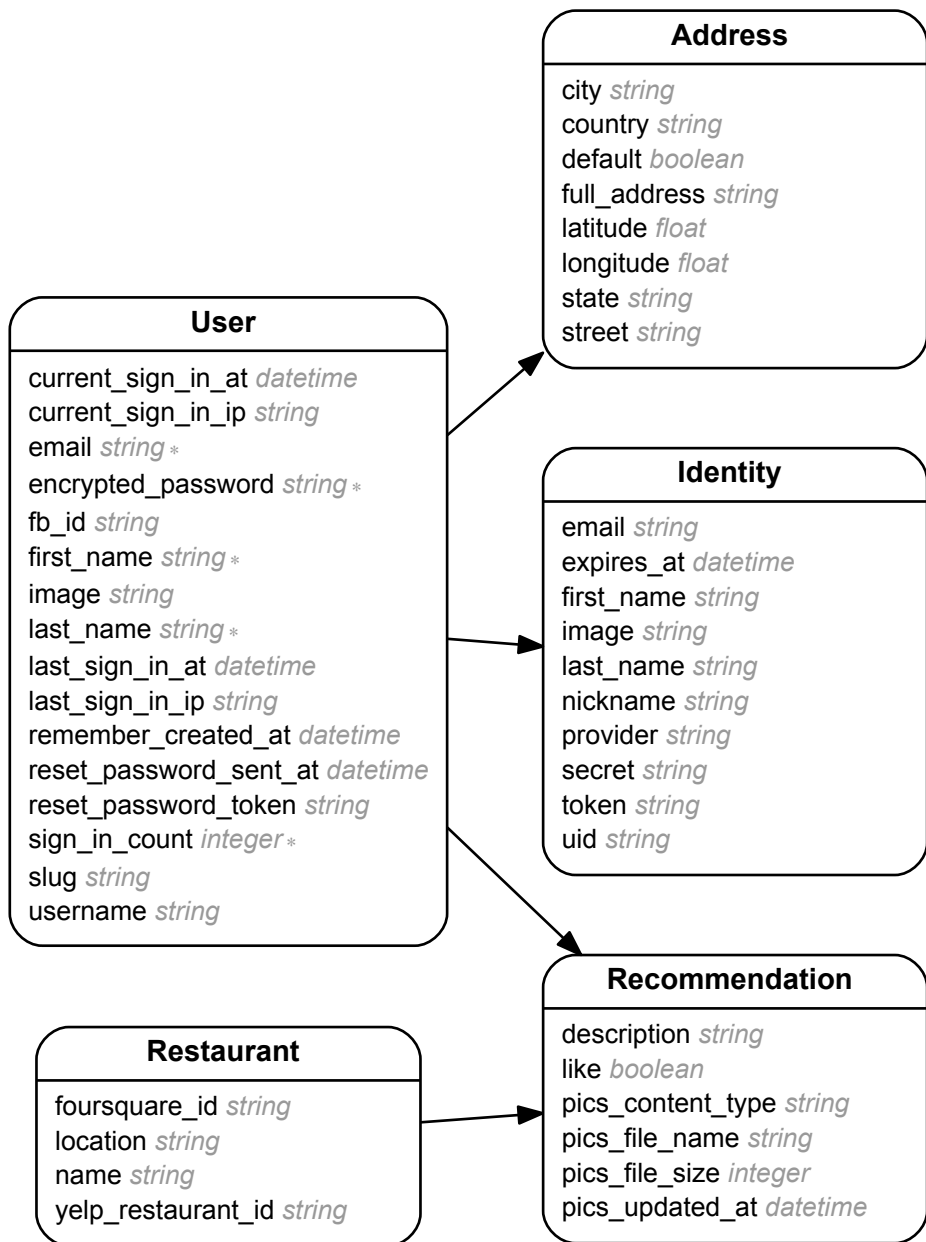 Address
city string
country string
default boolean
full_address string
latitude float
longitude float
state string
street string
User
current_sign_in_at datetime
current_sign_in_ip string
email string *
encrypted_password string *
fb_id string
first_name string *
image string
last_name string *
last_sign_in_at datetime
last_sign_in_ip string
remember_created_at datetime
reset_password_sent_at datetime
reset_password_token string
sign_in_count integer *
slug string
username string
Identity
email string
expires_at datetime
first_name string
image string
last_name string
nickname string
provider string
secret string
token string
uid string
Restaurant
foursquare_id string
location string
name string
yelp_restaurant_id string
Recommendation
description string
like boolean
pics_content_type string
pics_file_name string
pics_file_size integer
pics_updated_at datetime